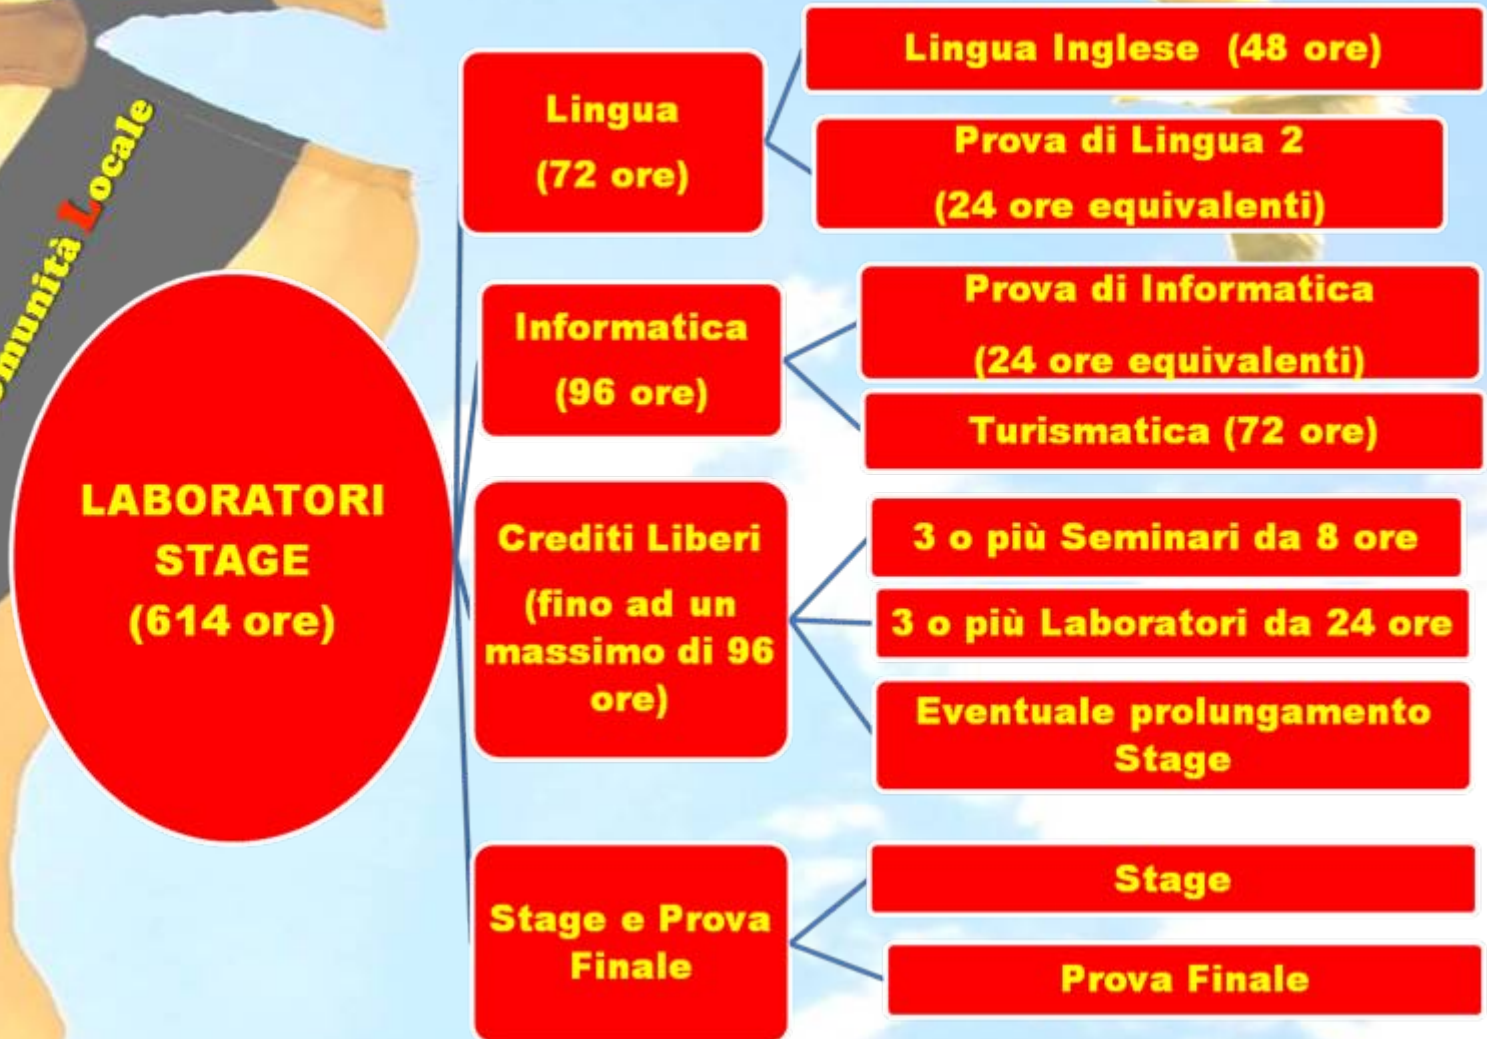 Comunità Locale
LABORATORI
STAGE
(614 ore)
Lingua
(72 ore)
Lingua Inglese (48 ore)
Prova di Lingua 2
(24 ore equivalenti)
Informatica
(96 ore)
Prova di Informatica
(24 ore equivalenti)
Turismatica (72 ore)
Crediti Liberi
(fino ad un
massimo di 96
ore)
3 o più Seminari da 8 ore
3 o più Laboratori da 24 ore
Eventuale prolungamento
Stage
Stage e Prova
Finale
Stage
Prova Finale